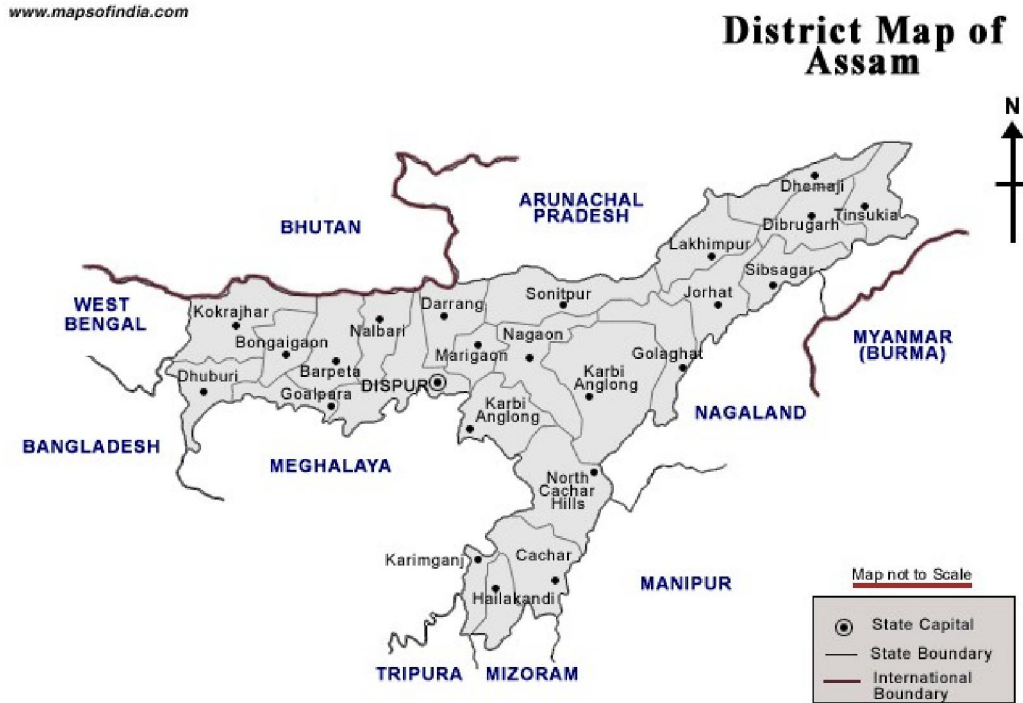 www.mapsofindia.com
District Map of
Assam
N
ARUNACHAL
PRADESH
BHUTAN
Dhemaji
Dibrugarh
Tinsukia
Lakhimpur
Sibsagar
WEST
BENGAL
Kokrajhar
Darrang
Sonitpur
Jorhat
Nalbari
Bongaigaon
Nagaon
Marigaon
Golaghat
MYANMAR
(BURMA)
Dhuburi
Barpeta
DISPUR
Goalpara
Karbi
Anglong
Karbi
Anglong
NAGALAND
BANGLADESH
MEGHALAYA
North
Cachar
Hills
Karimganj
Cachar
Hailakandi
MANIPUR
TRIPURA
MIZORAM
Map not to Scale
State Capital
State Boundary
International
Boundary